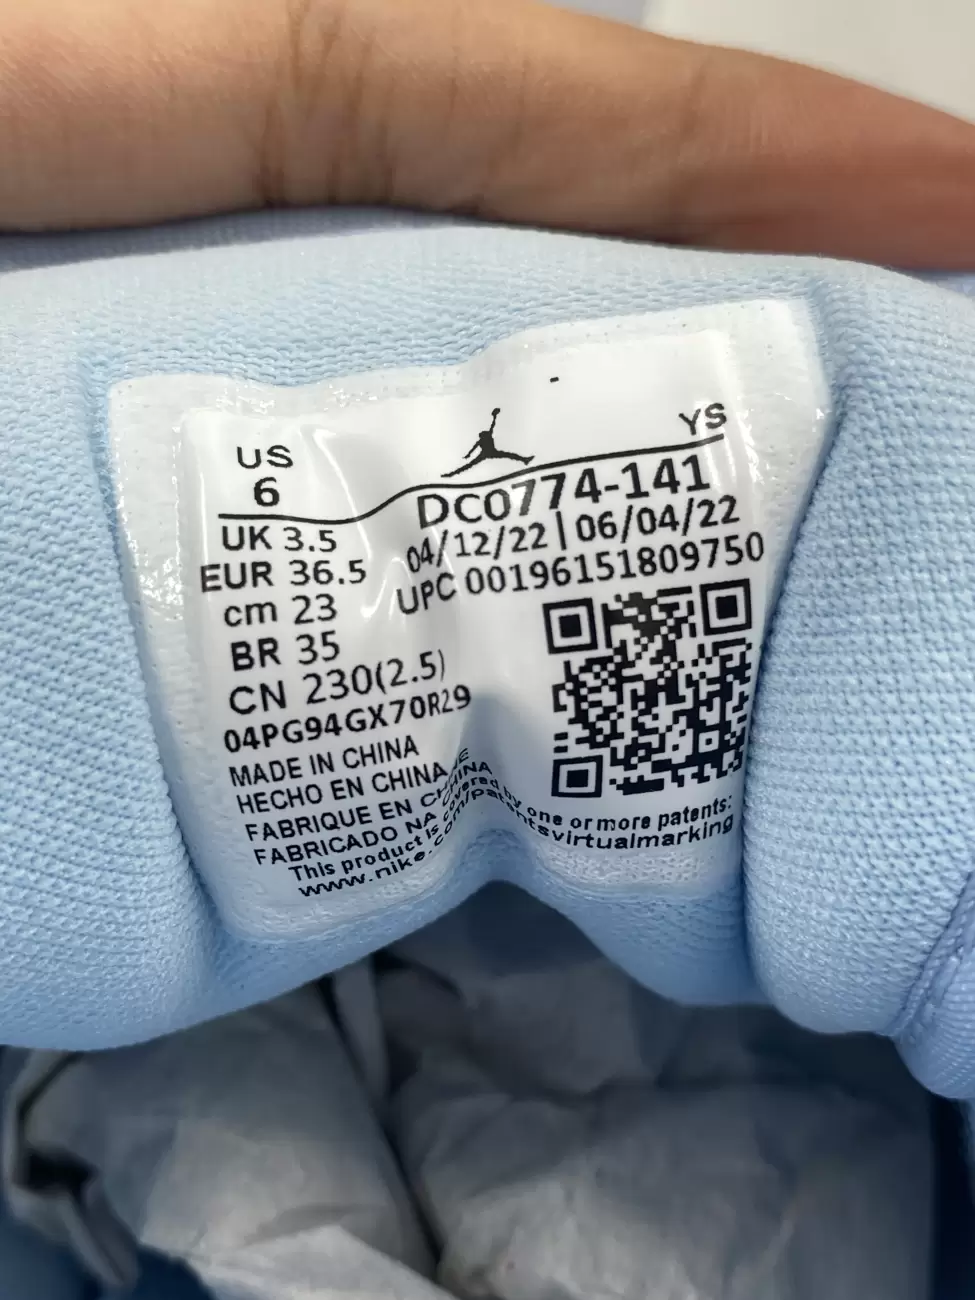 US
6
YS
DC0774-141
04/12/22 | 06/04/22
UPC 00196151809750
UK 3.5
EUR 36.5
cm 23
BR 35
CN 230(2.5)
04PG94GX70R29
MADE IN CHINA
HECHO EN CHINA
FABRIQUE EN CHINE
FABRICADO NA CHINA
This product is covered by one or more patents:
www.nike.com/patentsvirtualmarking